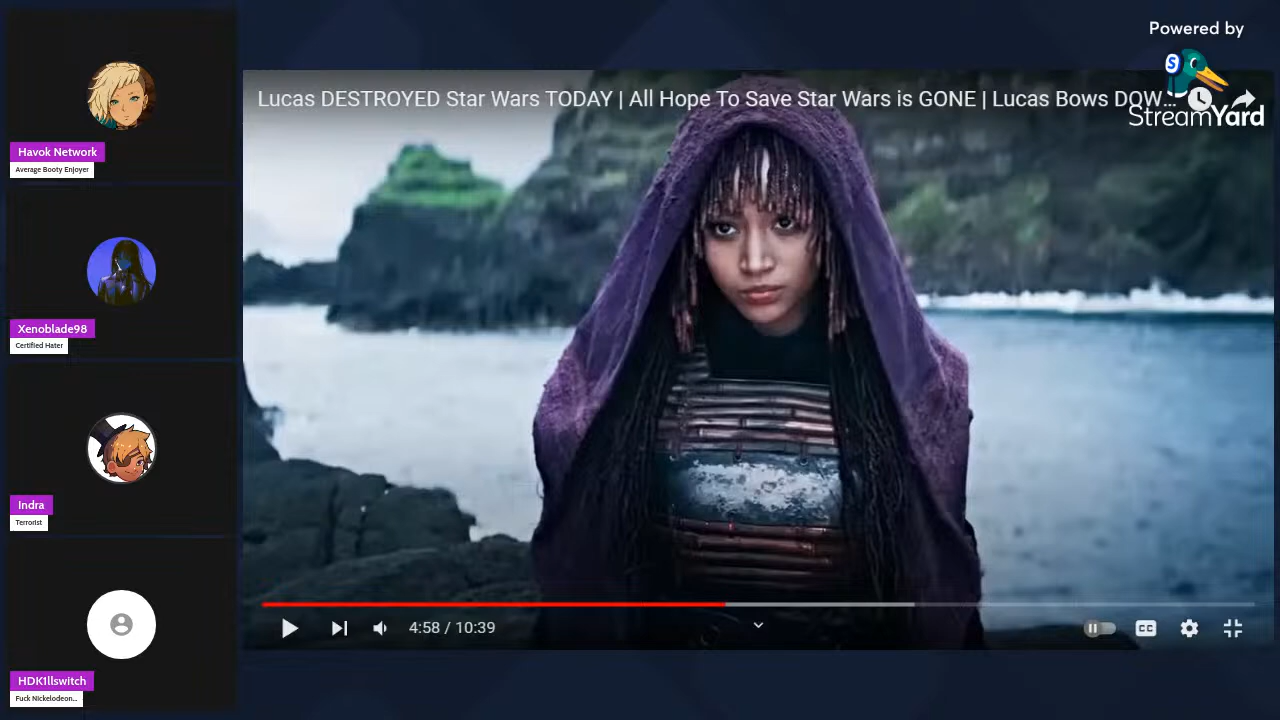 Powered by
StreamYard
Lucas DESTROYED Star Wars TODAY | All Hope To Save Star Wars is GONE | Lucas Bows DOW...
Havok Network
Average Booty Enjoyer
Xenoblade98
Certified Hater
Indra
Terrorist
HDK1llswitch
Fuck Nickelodeon...
4:58 / 10:39
CC
S